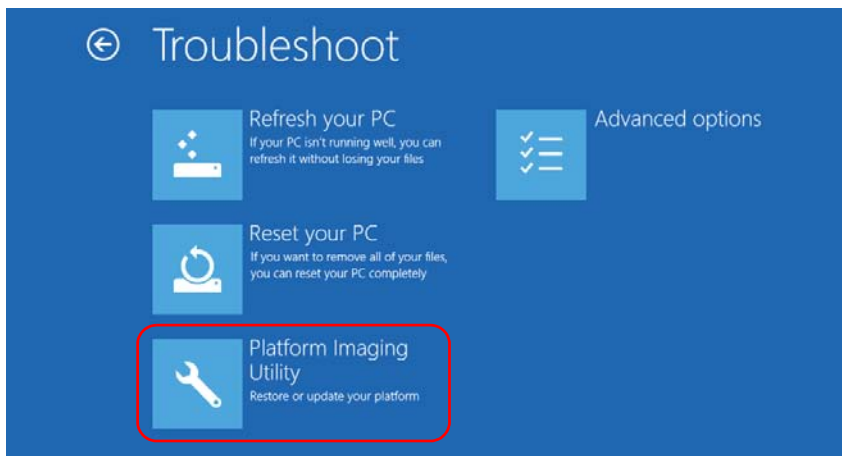 Troubleshoot
Refresh your PC
If your PC isn't running well, you can
refresh it without losing your files
Reset your PC
If you want to remove all of your files,
you can reset your PC completely
Platform Imaging
Utility
Restore or update your platform
Advanced options